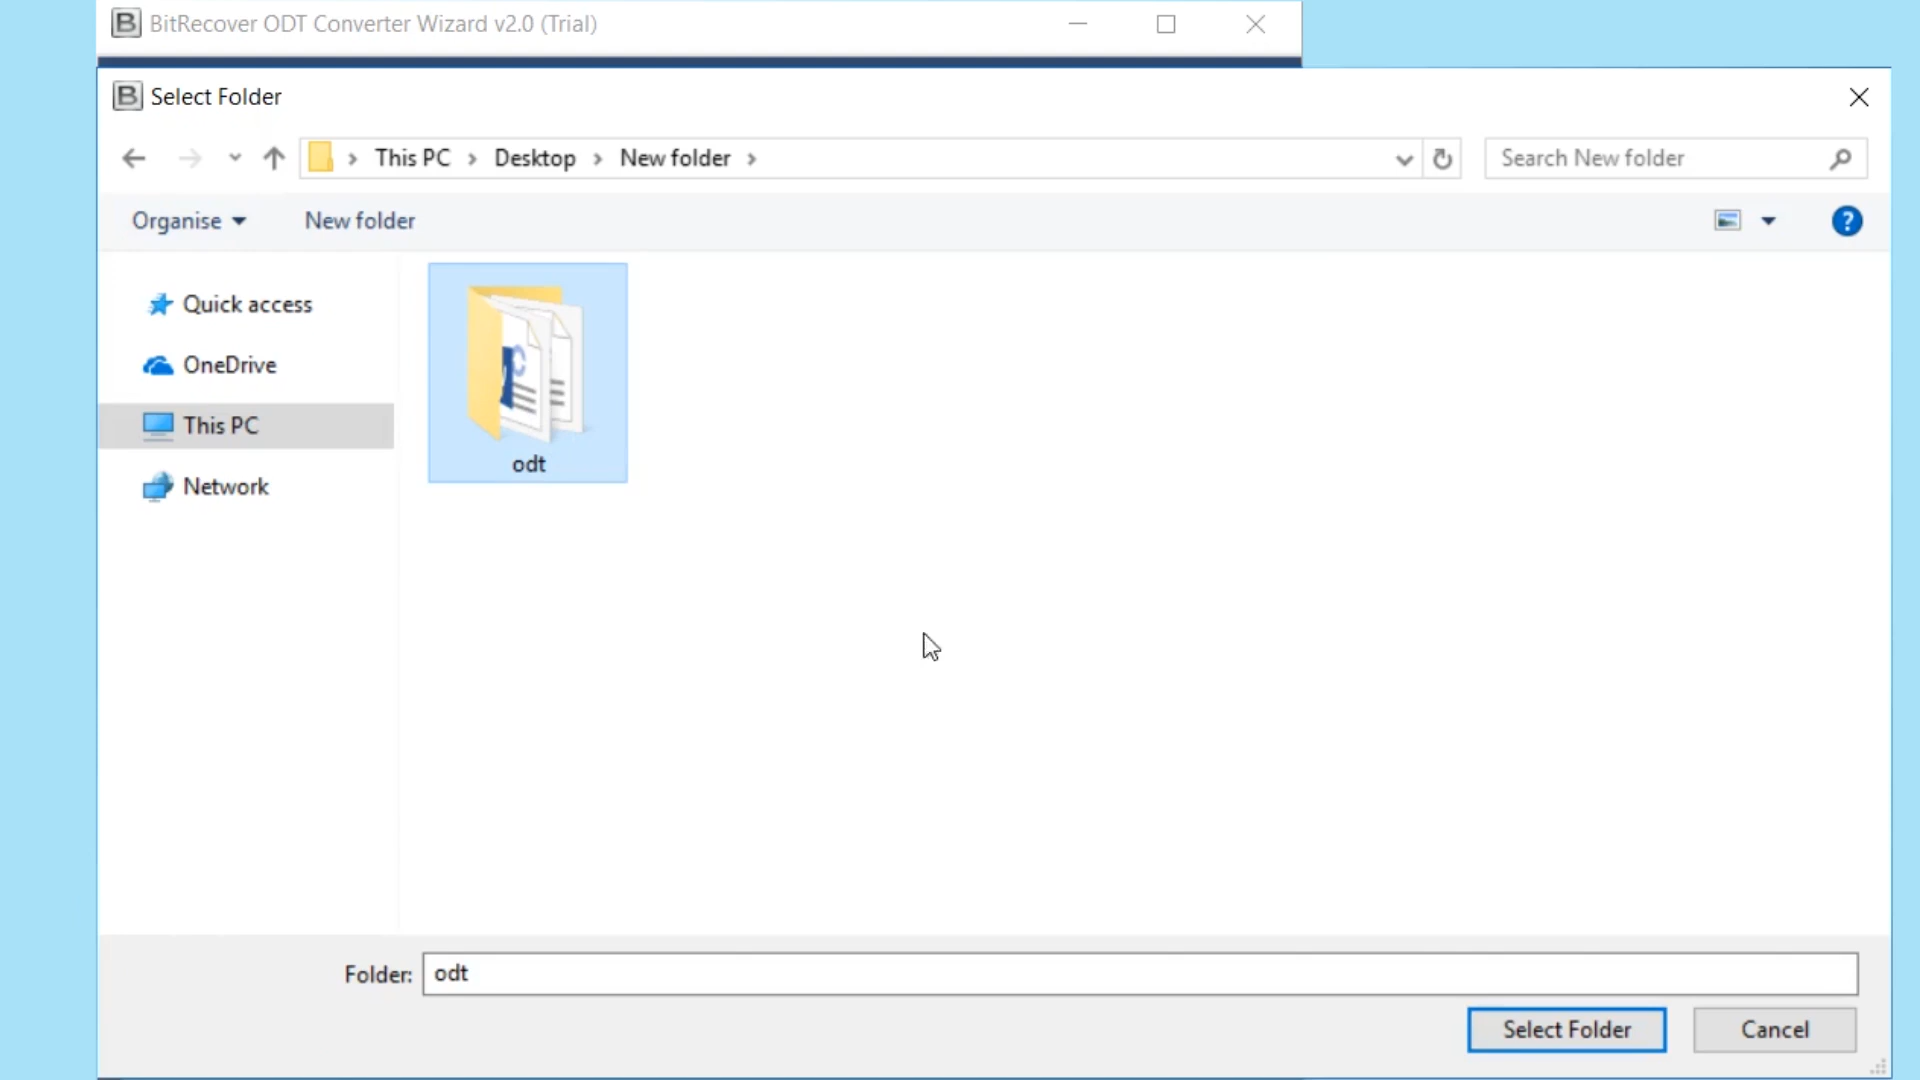 BitRecover ODT Converter Wizard v2.0 (Trial)
Select Folder
This PC > Desktop > New folder >
Search New folder
Organise
New folder
Quick access
OneDrive
This PC
Network
odt
Folder: odt
Select Folder
Cancel